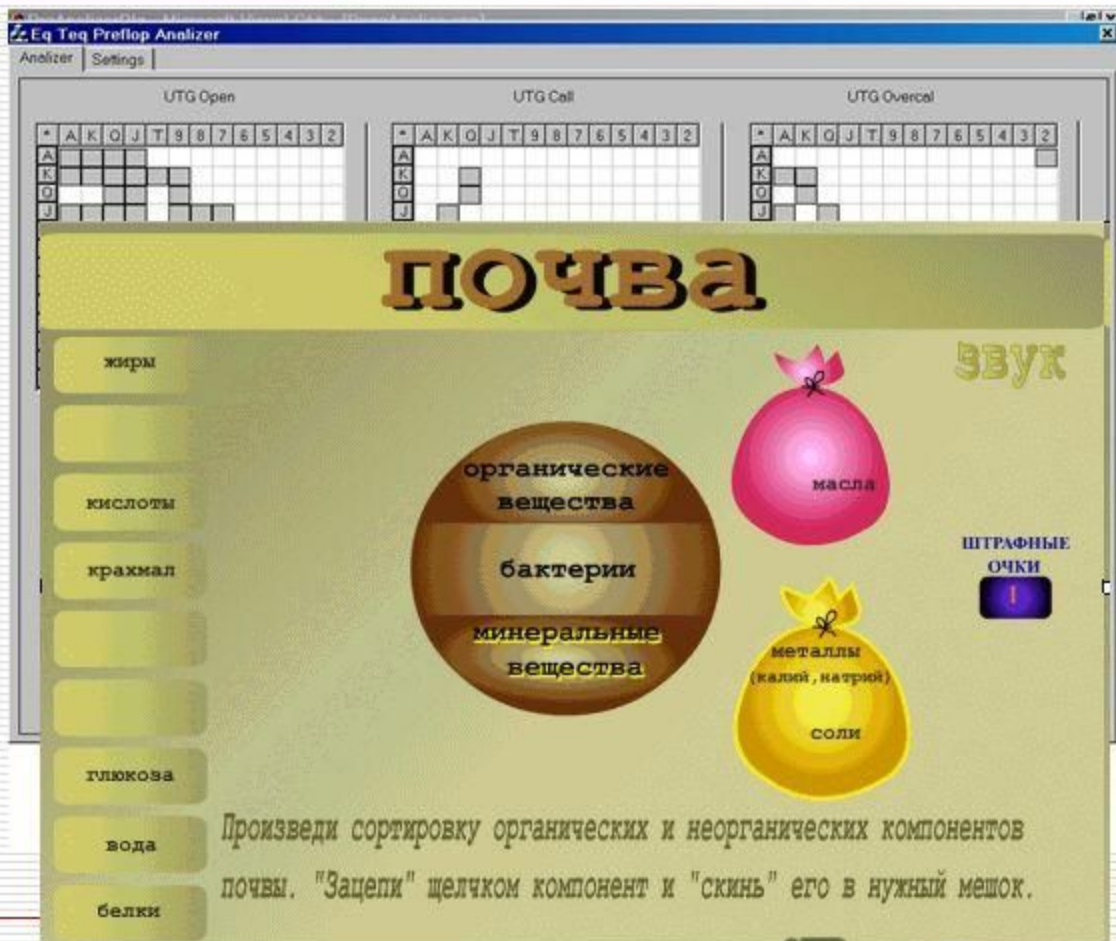 Eq Teq Preflop Analizer
Analizer Settings
UTG Open UTG Call UTG Overcal
* A K Q J T 9 8 7 6 5 4 3 2 * A K Q J T 9 8 7 6 5 4 3 2 * A K Q J T 9 8 7 6 5 4 3 2
A A A
K K K
Q Q Q
J J J
почва
жиры
кислоты
крахмал
глюкоза
вода
белки
органические
вещества
бактерии
минеральные
вещества
масла
металлы
(калий, натрий)
соли
звук
ШТРАФНЫЕ
ОЧКИ
1
Произведи сортировку органических и неорганических компонентов
почвы. "Зацепи" щелчком компонент и "скинь" его в нужный мешок.